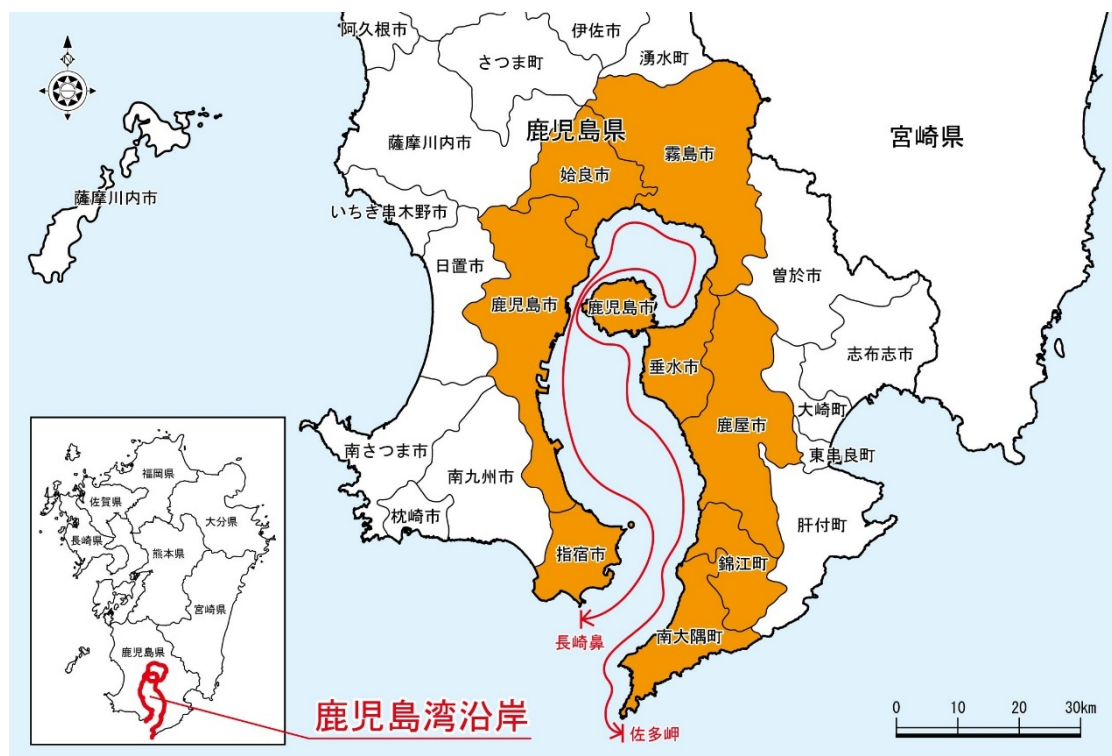 阿久根市
伊佐市
さつま町
湧水町
N
鹿児島県
宮崎県
薩摩川内市
霧島市
姶良市
薩摩川内市
いちき串木野市
日置市
曽於市
鹿児島市
鹿児島市
志布志市
垂水市
大崎町
鹿屋市
東串良町
南さつま市
南九州市
枕崎市
肝付町
指宿市
錦江町
南大隅町
長崎鼻
佐多岬
福岡県
佐賀県
大分県
長崎県
熊本県
宮崎県
鹿児島県
鹿児島湾沿岸
0 10 20 30km